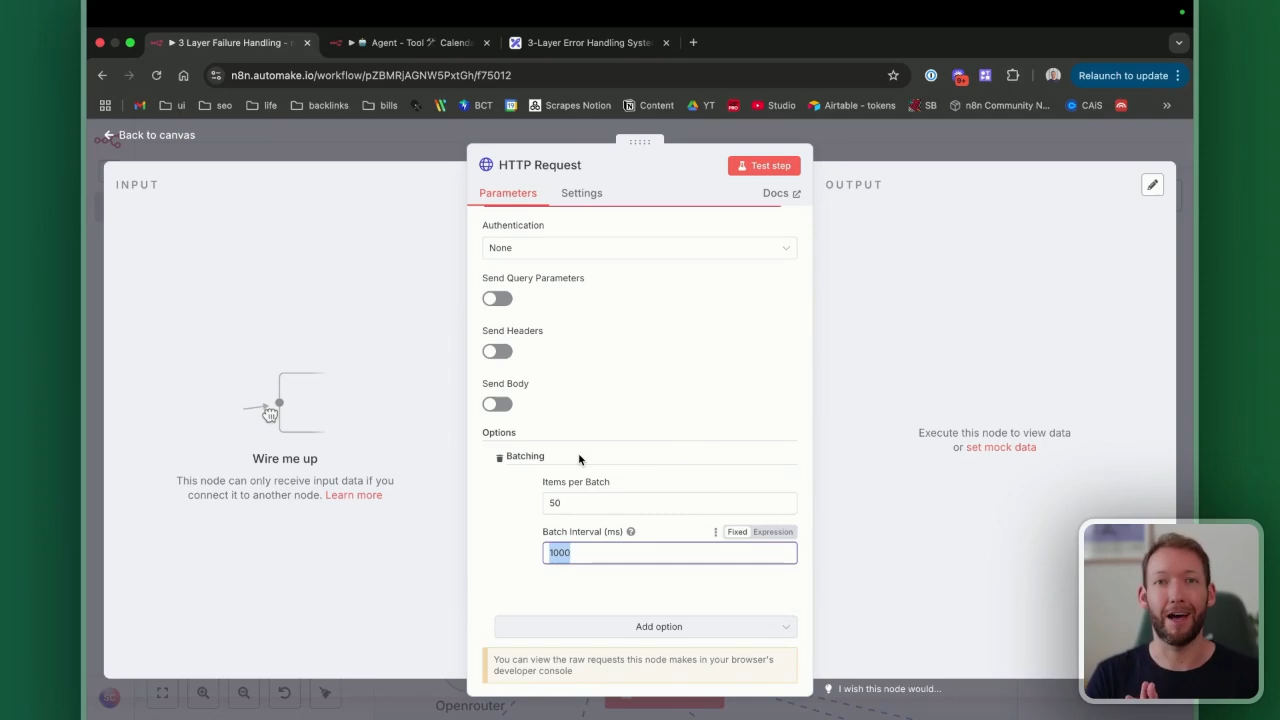 ▶ 3 Layer Failure Handling -
▶ 🤖 Agent - Tool 🛠 Calenda
3-Layer Error Handling Syste
n8n.automake.io/workflow/pZBMRjAGNW5PxtGh/f75012
9+
Relaunch to update
ui
seo
life
backlinks
bills
BCT
Scrapes Notion
Content
YT
Studio
Airtable - tokens
SB
n8n Community N...
CAiS
Back to canvas
INPUT
Wire me up
This node can only receive input data if you
connect it to another node. Learn more
HTTP Request
Test step
Parameters
Settings
Docs
Authentication
None
Send Query Parameters
Send Headers
Send Body
Options
Batching
Items per Batch
50
Batch Interval (ms)
Fixed
Expression
1000
Add option
You can view the raw requests this node makes in your browser's
developer console
OUTPUT
Execute this node to view data
or set mock data
I wish this node would...
Openrouter